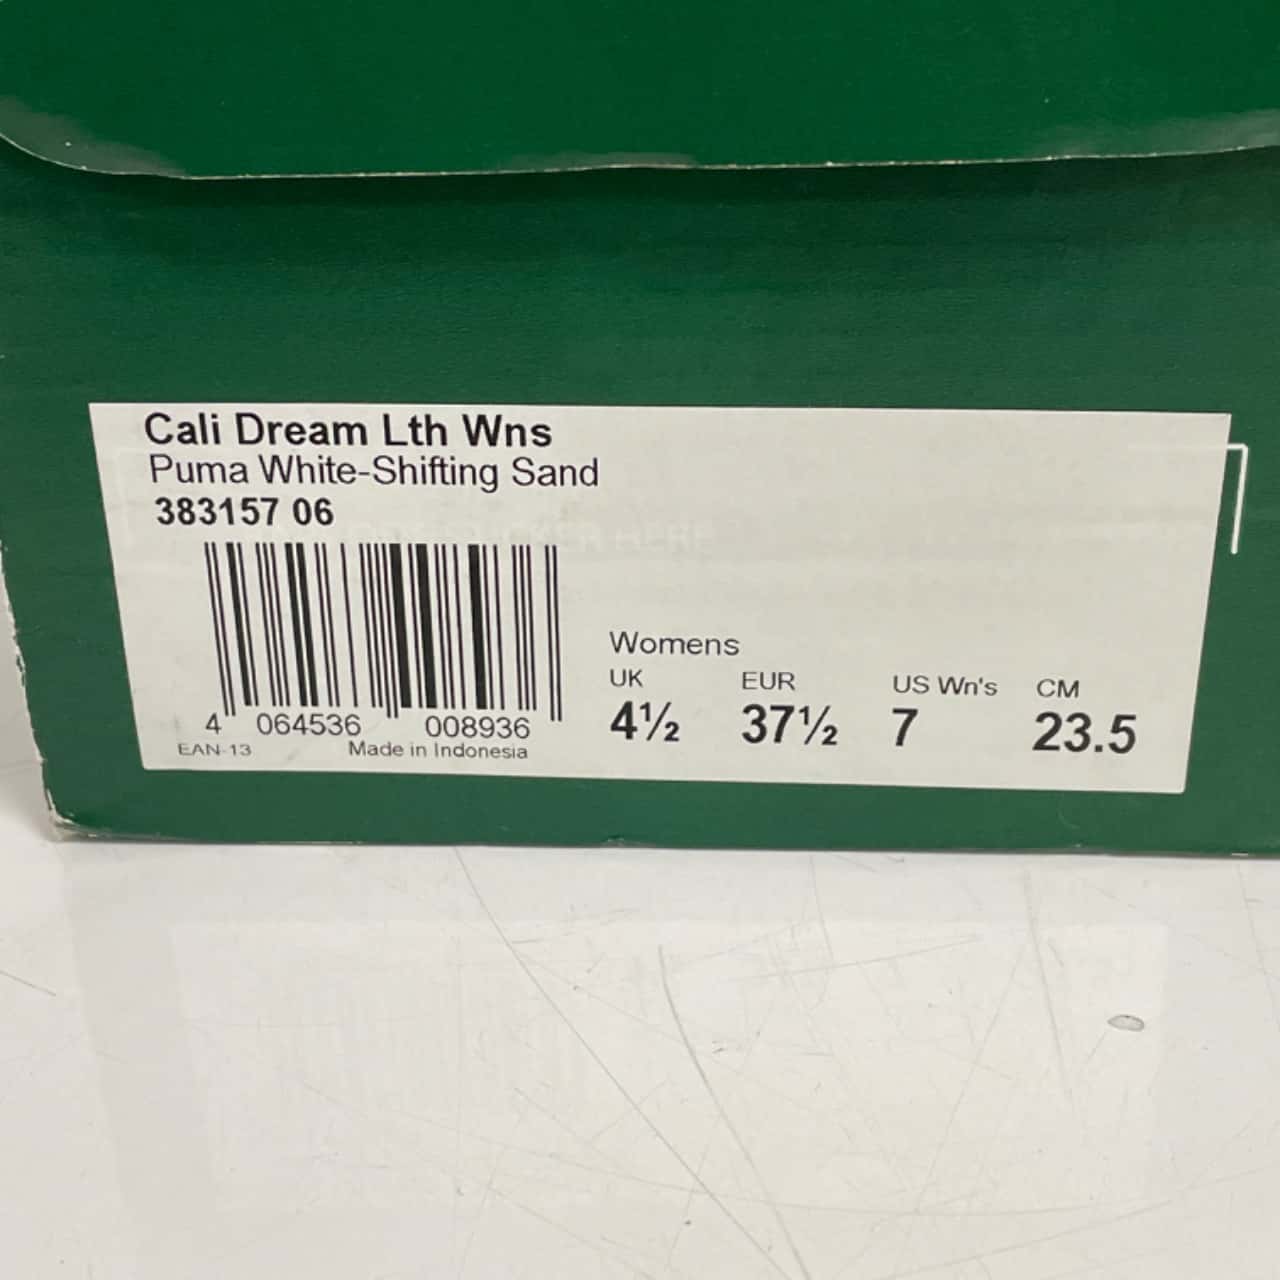 Cali Dream Lth Wns
Puma White-Shifting Sand
383157 06
4 064536 008936
EAN-13 Made in Indonesia
Womens
UK EUR US Wn's CM
4½ 37½ 7 23.5